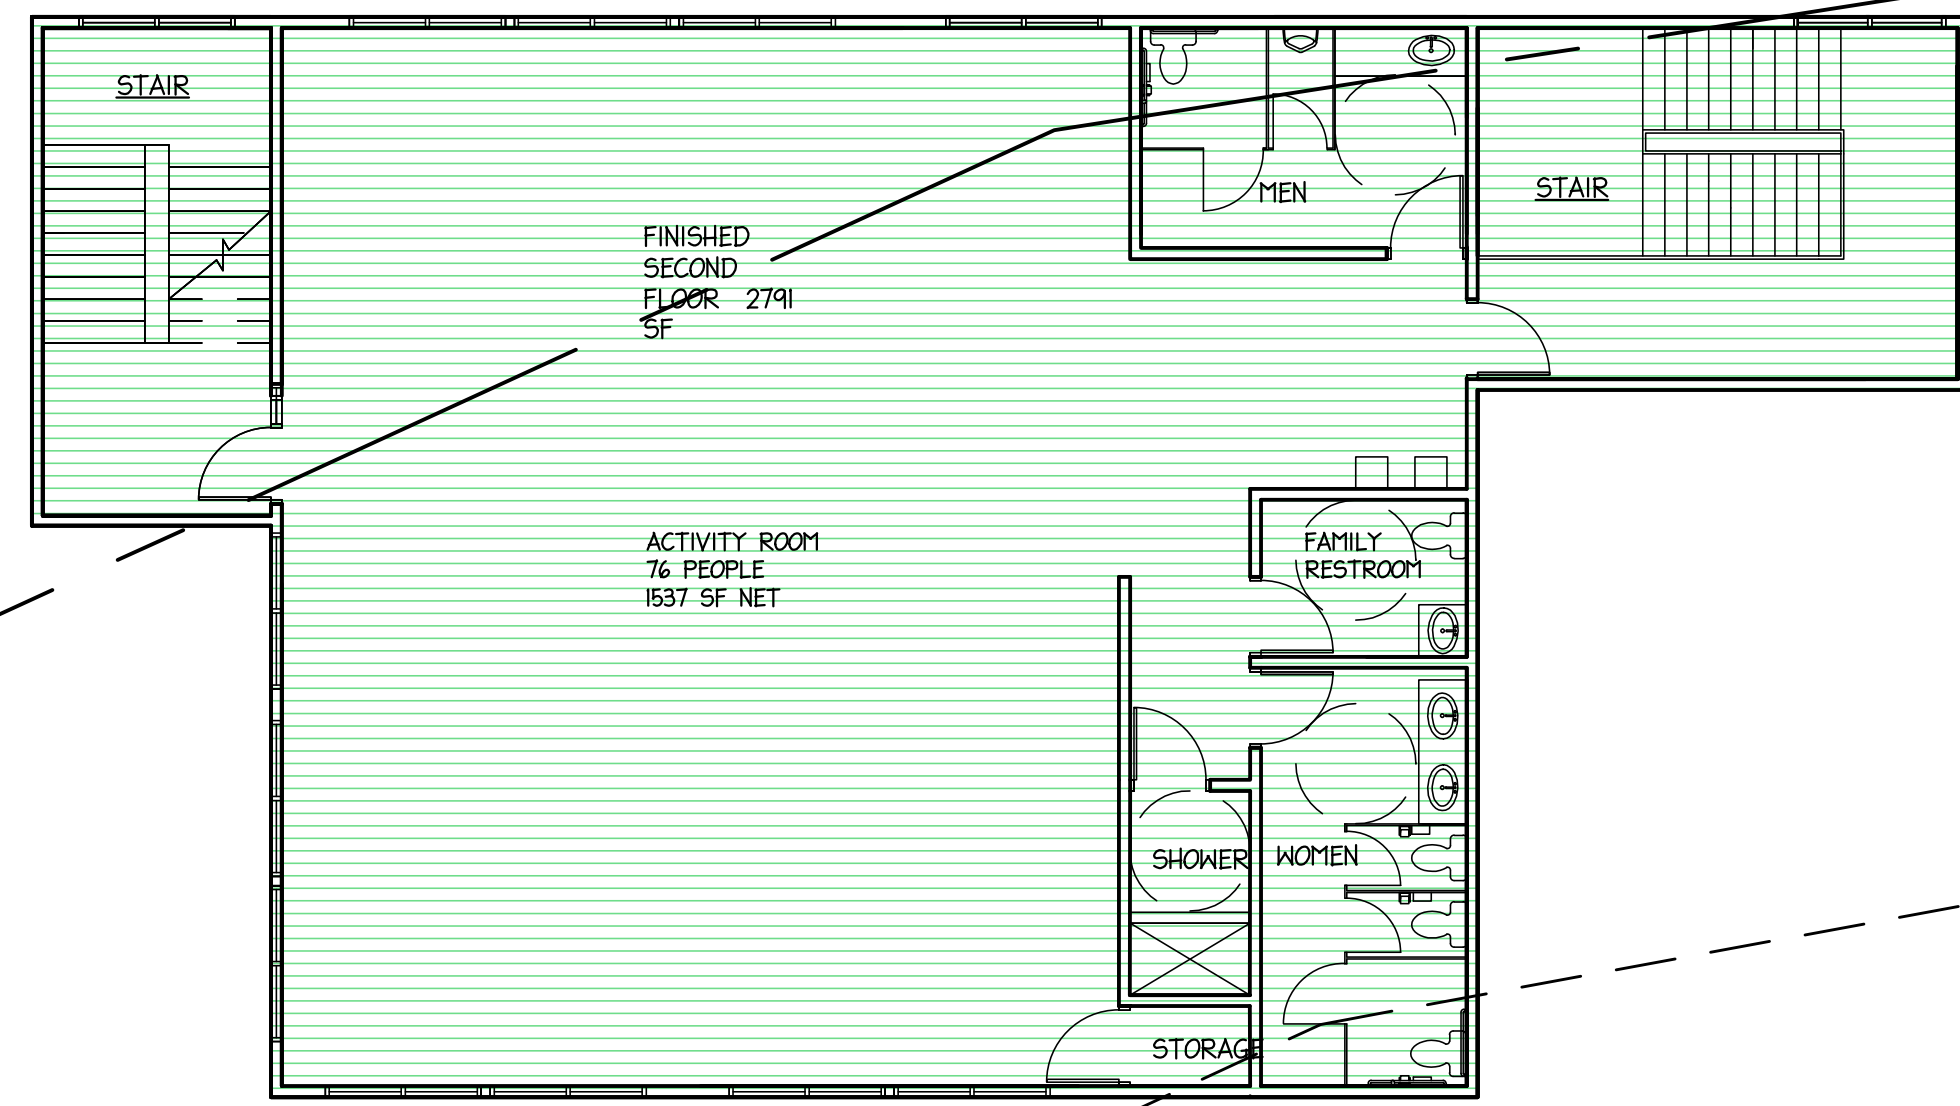 STAIR
MEN
STAIR
FINISHED
SECOND
FLOOR 2791
SF
ACTIVITY ROOM
76 PEOPLE
1537 SF NET
FAMILY
RESTROOM
SHOWER
WOMEN
STORAGE